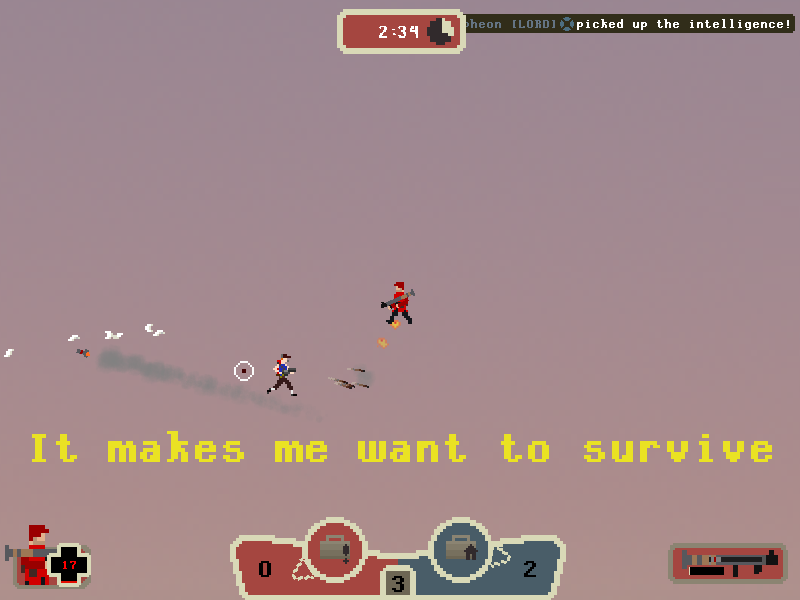 2:34
pheon [LORD] picked up the intelligence!
It makes me want to survive
17
0
3
2